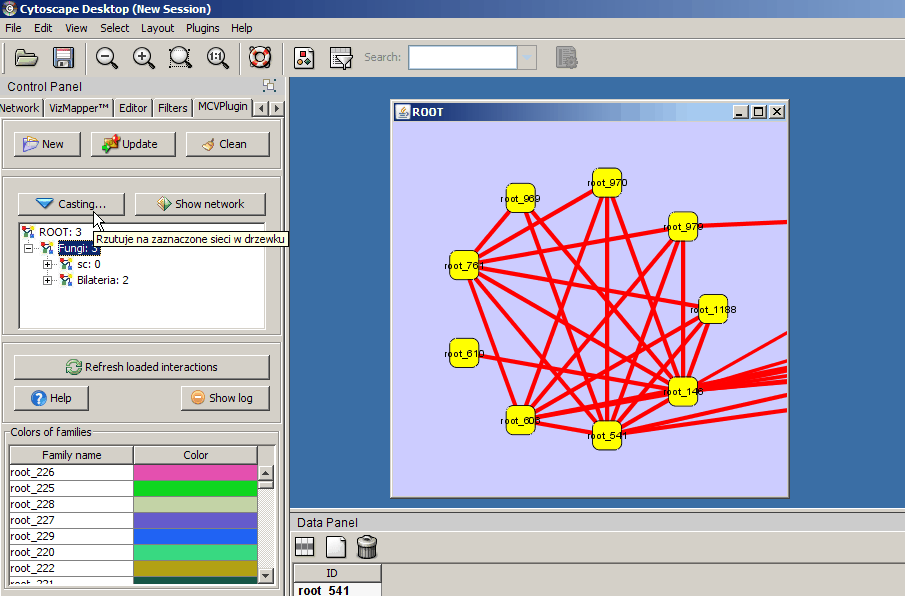 Cytoscape Desktop (New Session)
File Edit View Select Layout Plugins Help
Search:
Control Panel
Network VizMapper™ Editor Filters MCVPlugin
New Update Clean
Casting... Show network
ROOT: 3
Rzutuje na zaznaczone sieci w drzewku
Fungi: 3
sc: 0
Bilateria: 2
Refresh loaded interactions
Help Show log
Colors of families
Family name Color
root_226
root_225
root_228
root_227
root_229
root_220
root_222
root_221
ROOT
root_970
root_969
root_979
root_761
root_1188
root_610
root_146
root_605
root_541
Data Panel
ID
root_541